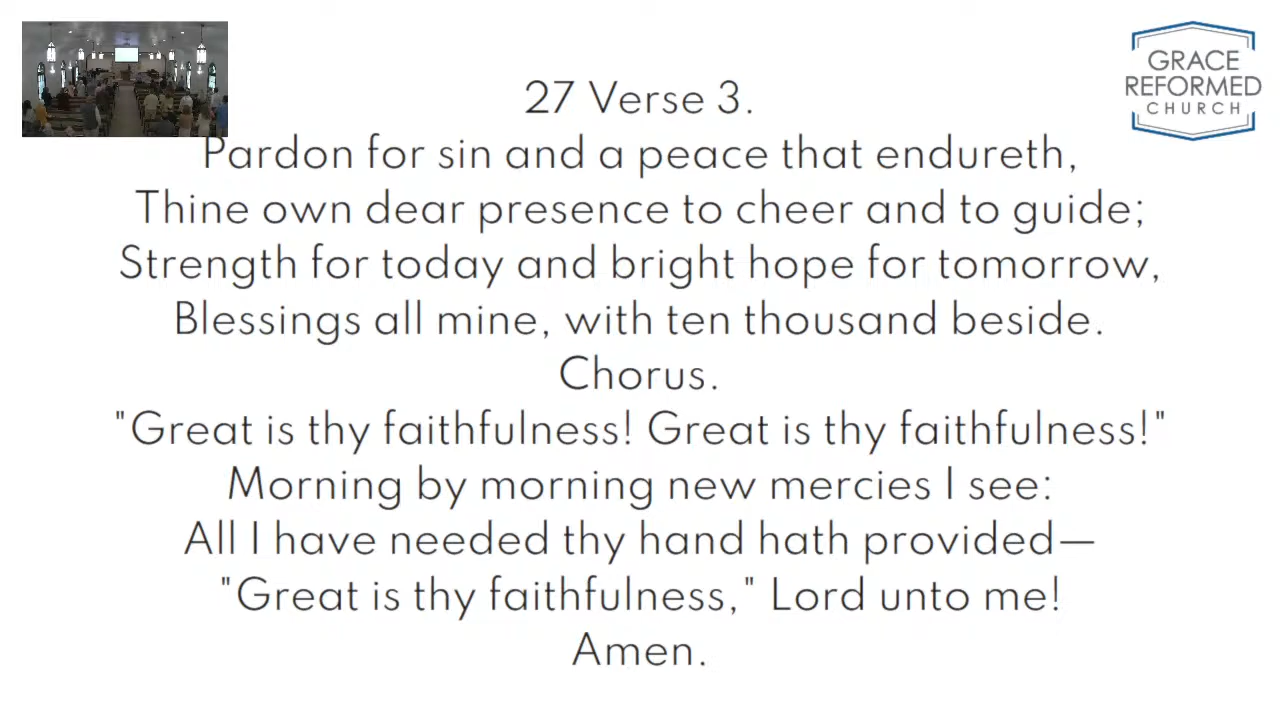 GRACE
REFORMED
CHURCH
27 Verse 3.
Pardon for sin and a peace that endureth,
Thine own dear presence to cheer and to guide;
Strength for today and bright hope for tomorrow,
Blessings all mine, with ten thousand beside.
Chorus.
"Great is thy faithfulness! Great is thy faithfulness!"
Morning by morning new mercies I see:
All I have needed thy hand hath provided—
"Great is thy faithfulness," Lord unto me!
Amen.